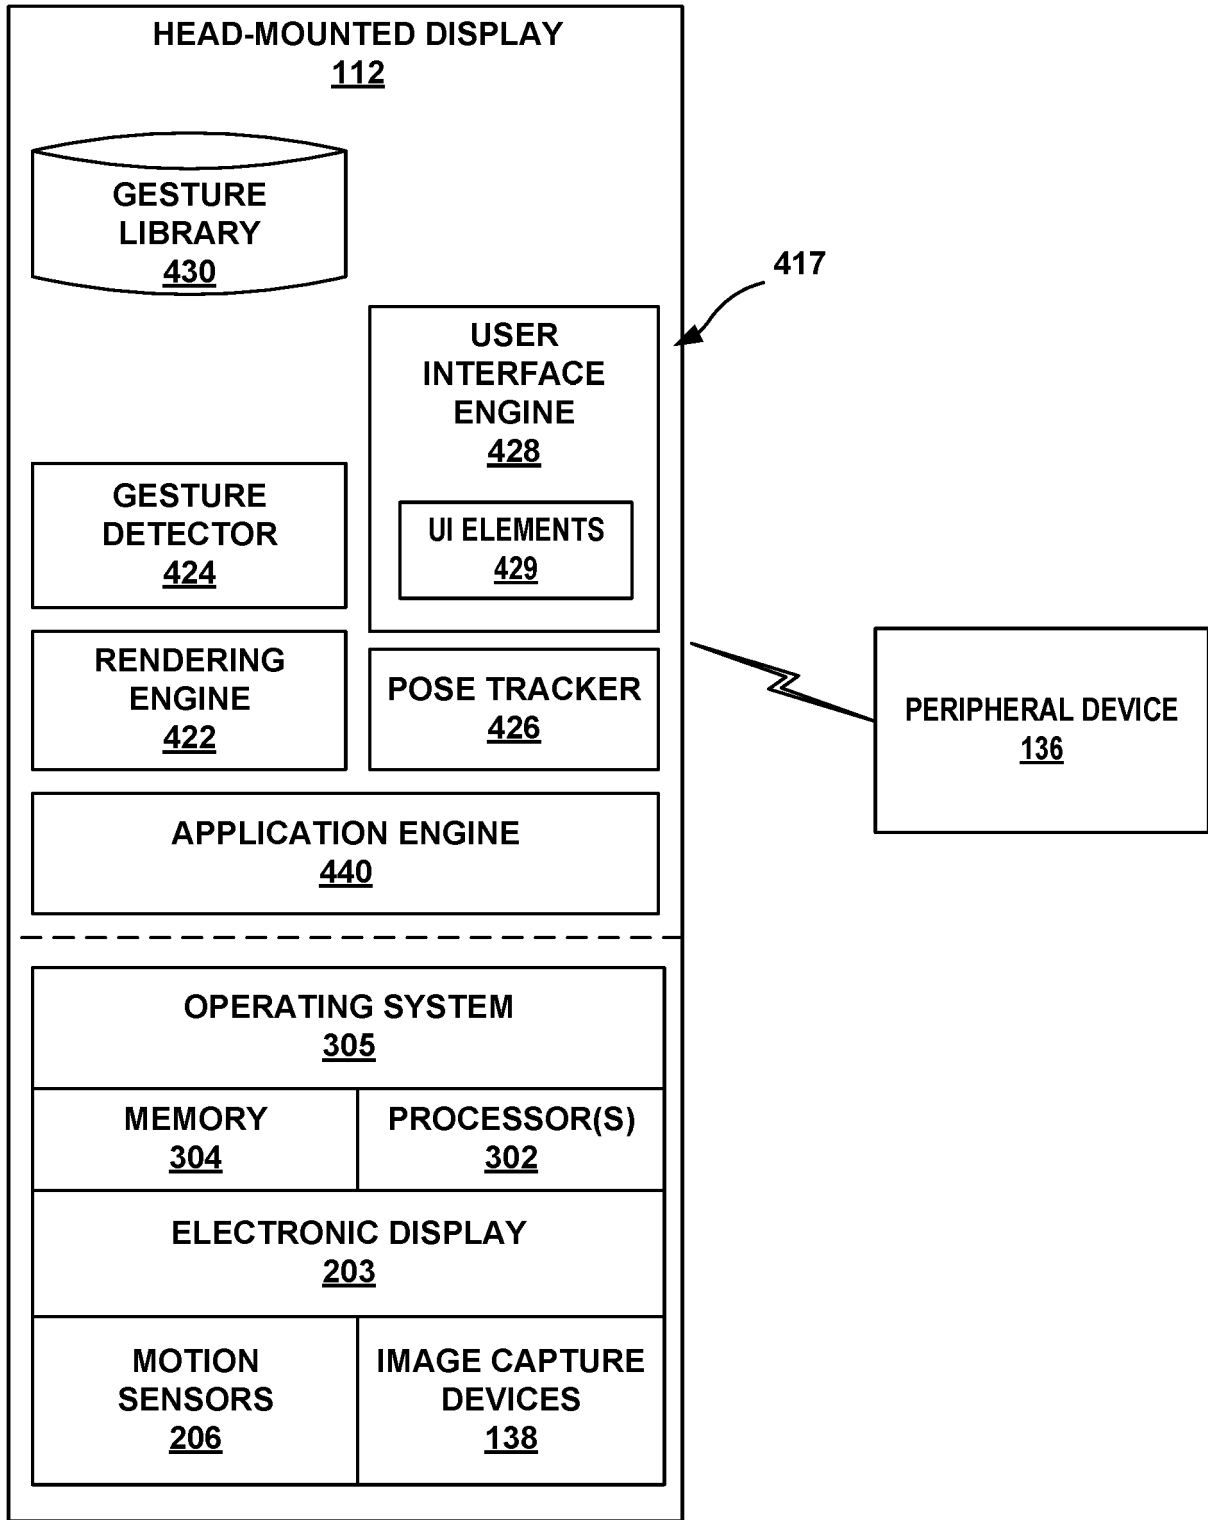 HEAD-MOUNTED DISPLAY
112
GESTURE
LIBRARY
430
417
USER
INTERFACE
ENGINE
428
UI ELEMENTS
429
GESTURE
DETECTOR
424
RENDERING
ENGINE
422
POSE TRACKER
426
PERIPHERAL DEVICE
136
APPLICATION ENGINE
440
OPERATING SYSTEM
305
MEMORY
304
PROCESSOR(S)
302
ELECTRONIC DISPLAY
203
MOTION
SENSORS
206
IMAGE CAPTURE
DEVICES
138